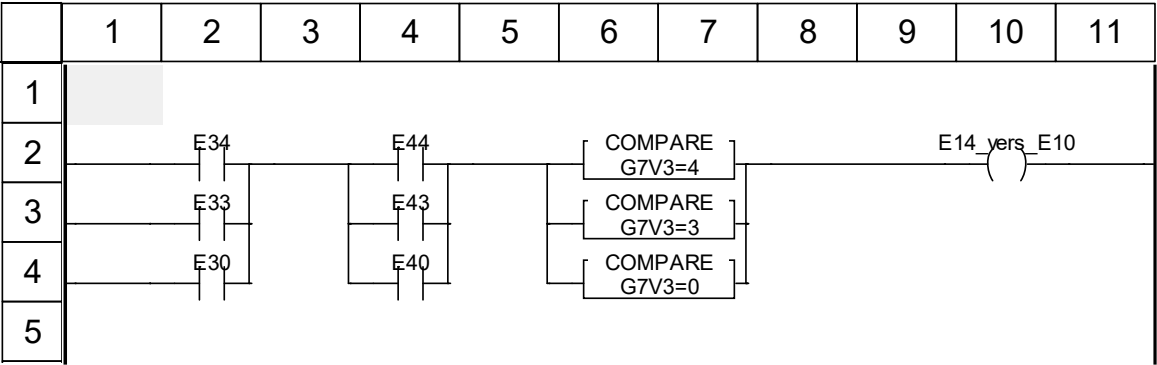 1 2 3 4 5 6 7 8 9 10 11
1
2 E34 E44 COMPARE E14_vers_E10
G7V3=4
3 E33 E43 COMPARE
G7V3=3
4 E30 E40 COMPARE
G7V3=0
5